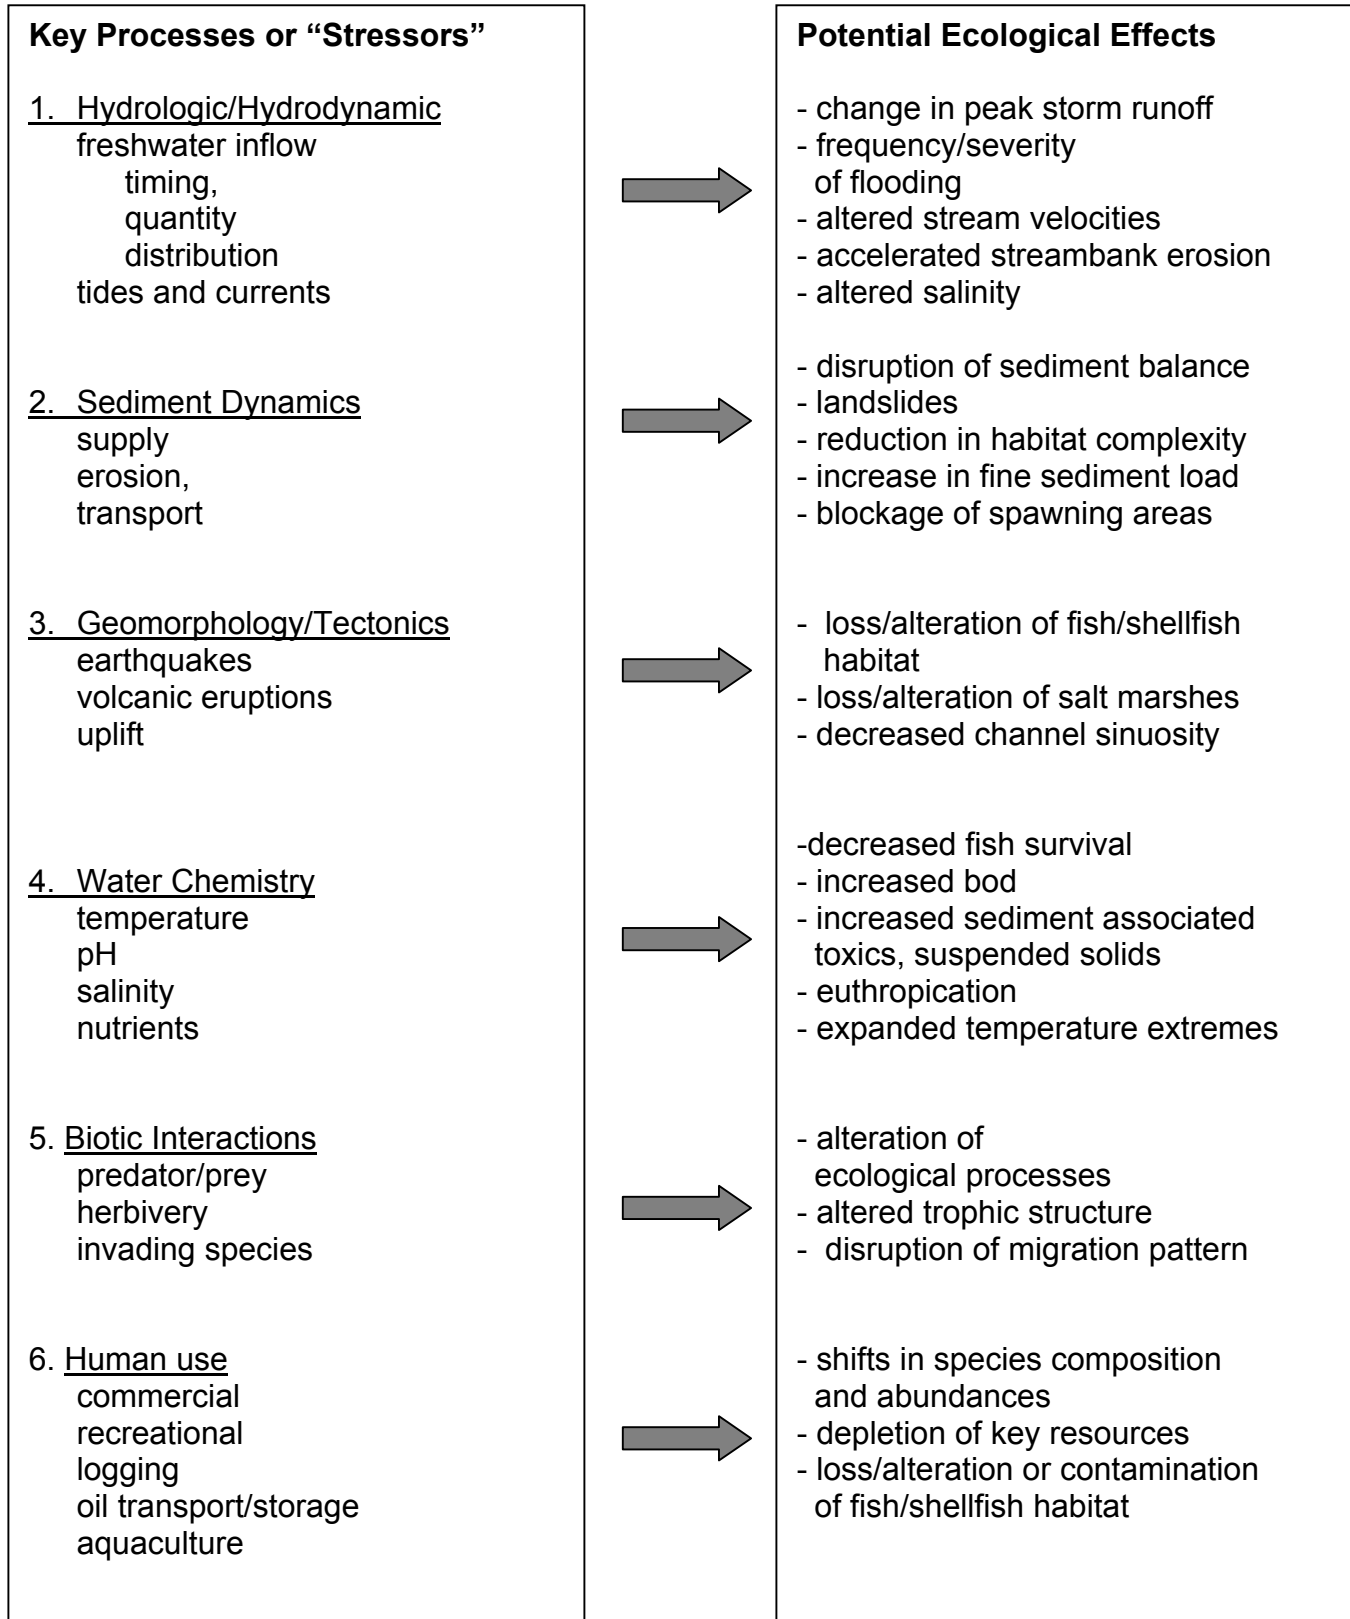 Key Processes or “Stressors”
1. Hydrologic/Hydrodynamic
freshwater inflow
timing,
quantity
distribution
tides and currents
2. Sediment Dynamics
supply
erosion,
transport
3. Geomorphology/Tectonics
earthquakes
volcanic eruptions
uplift
4. Water Chemistry
temperature
pH
salinity
nutrients
5. Biotic Interactions
predator/prey
herbivery
invading species
6. Human use
commercial
recreational
logging
oil transport/storage
aquaculture
Potential Ecological Effects
- change in peak storm runoff
- frequency/severity
of flooding
- altered stream velocities
- accelerated streambank erosion
- altered salinity
- disruption of sediment balance
- landslides
- reduction in habitat complexity
- increase in fine sediment load
- blockage of spawning areas
- loss/alteration of fish/shellfish
habitat
- loss/alteration of salt marshes
- decreased channel sinuosity
-decreased fish survival
- increased bod
- increased sediment associated
toxics, suspended solids
- euthropication
- expanded temperature extremes
- alteration of
ecological processes
- altered trophic structure
- disruption of migration pattern
- shifts in species composition
and abundances
- depletion of key resources
- loss/alteration or contamination
of fish/shellfish habitat